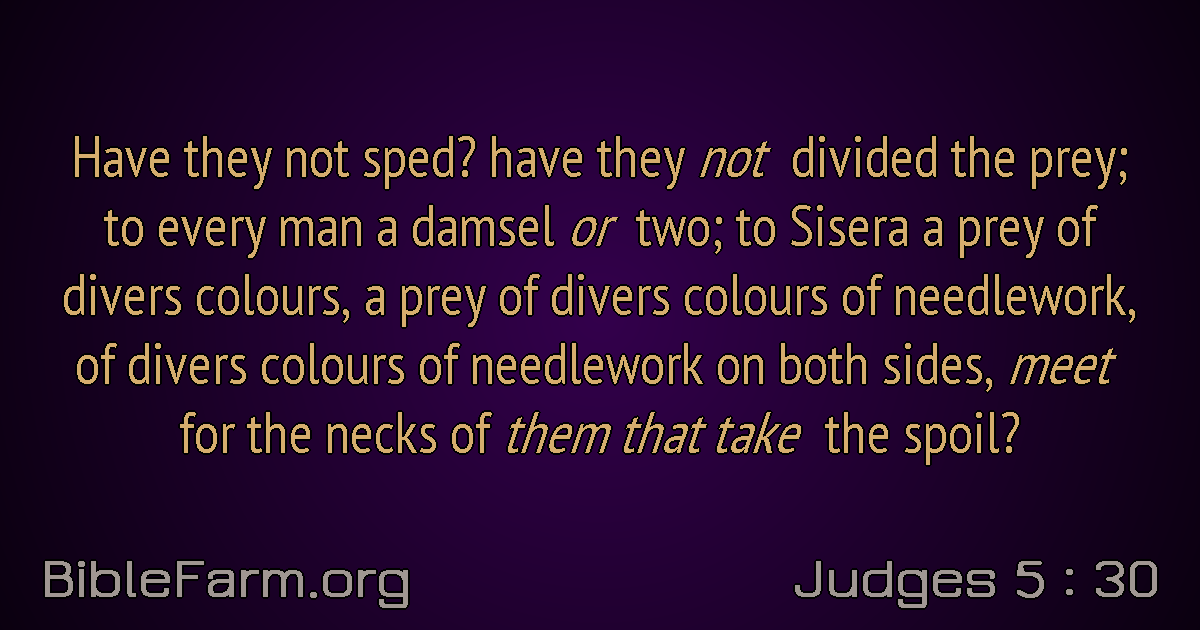 Have they not sped? have they not divided the prey;
to every man a damsel or two; to Sisera a prey of
divers colours, a prey of divers colours of needlework,
of divers colours of needlework on both sides, meet
for the necks of them that take the spoil?
BibleFarm.org
Judges 5 : 30